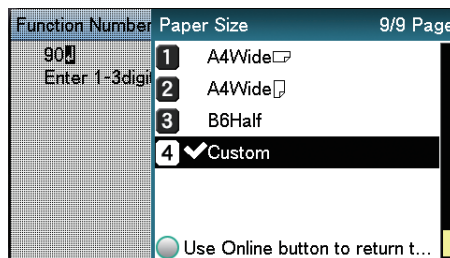 Function Number
90
Enter 1-3digi
Paper Size 9/9 Page
1 A4Wide
2 A4Wide
3 B6Half
4 Custom
Use Online button to return t...